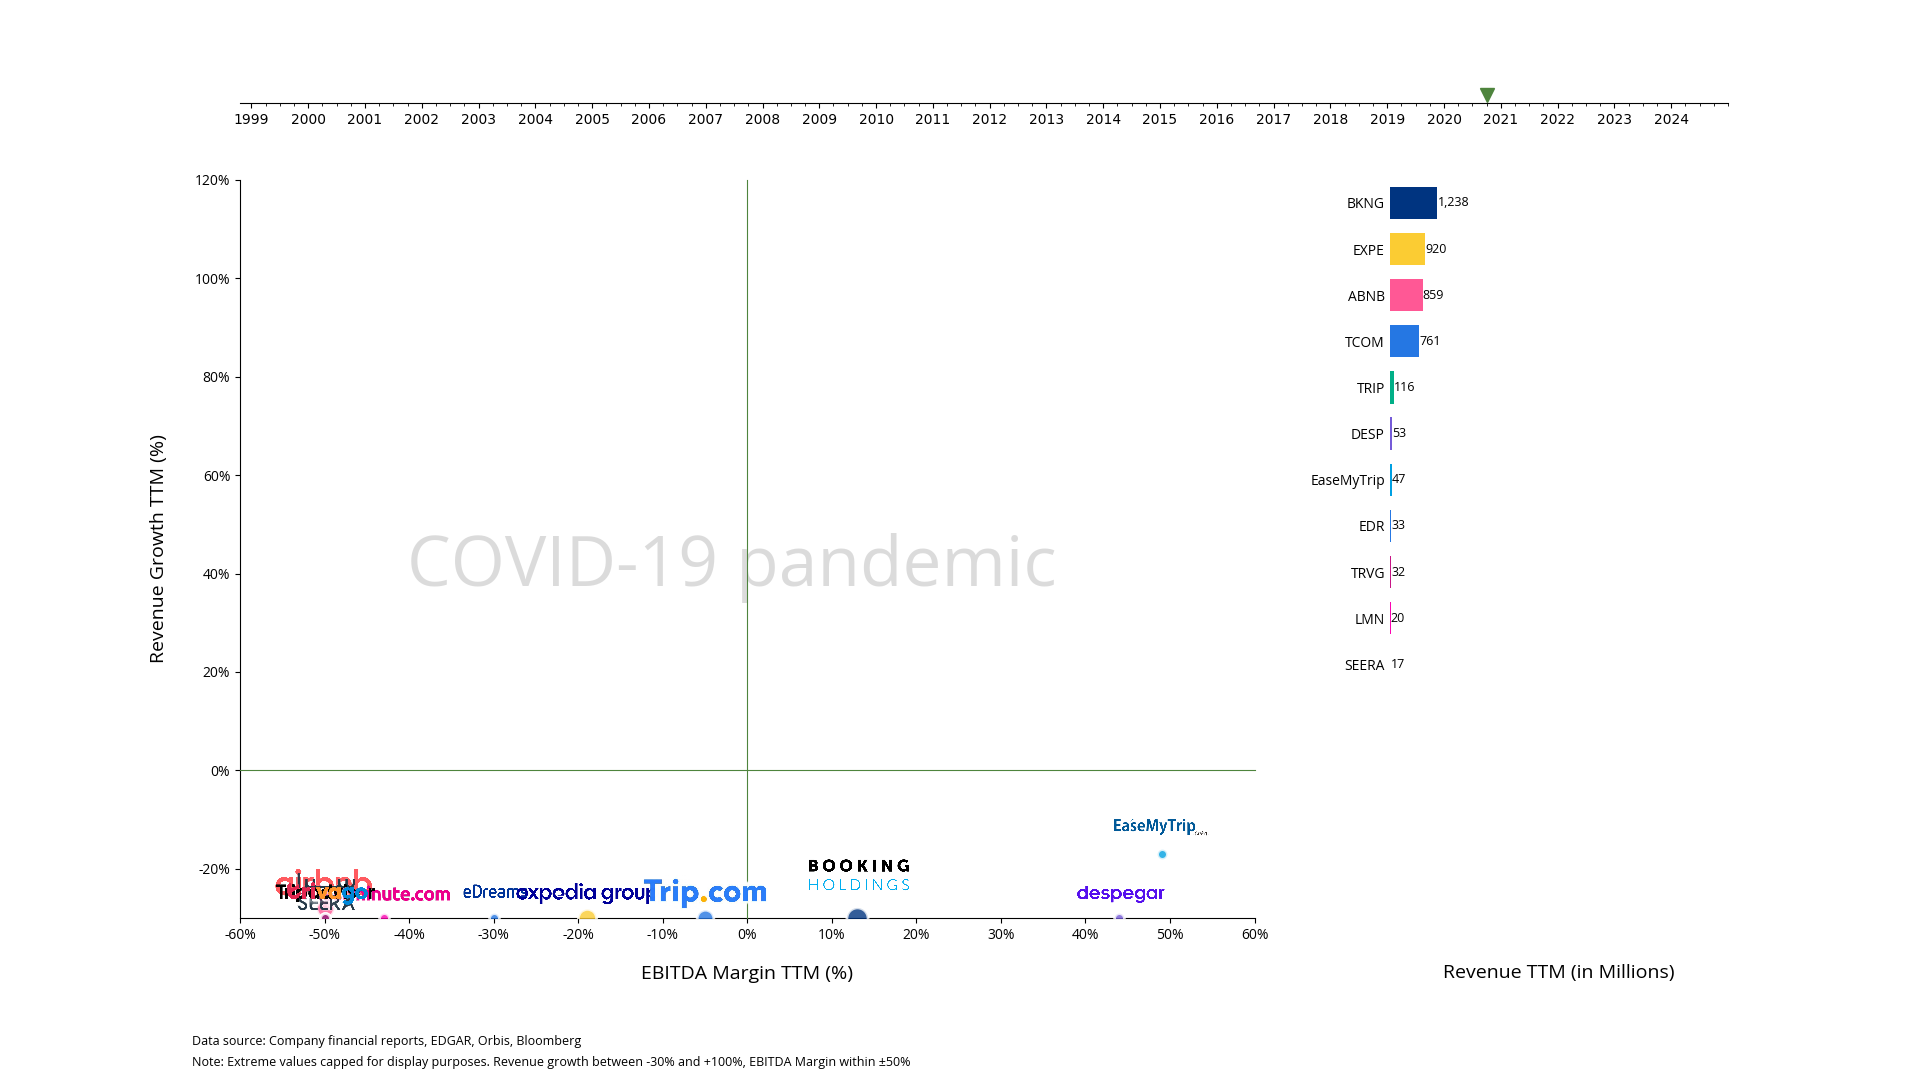 1999 2000 2001 2002 2003 2004 2005 2006 2007 2008 2009 2010 2011 2012 2013 2014 2015 2016 2017 2018 2019 2020 2021 2022 2023 2024
120%
100%
80%
60%
40%
20%
0%
-20%
Revenue Growth TTM (%)
COVID-19 pandemic
EaseMyTrip
BOOKING
HOLDINGS
airbnb
SEERA
eDreams
expedia group
Trip.com
despegar
-60% -50% -40% -30% -20% -10% 0% 10% 20% 30% 40% 50% 60%
EBITDA Margin TTM (%)
BKNG 1,238
EXPE 920
ABNB 859
TCOM 761
TRIP 116
DESP 53
EaseMyTrip 47
EDR 33
TRVG 32
LMN 20
SEERA 17
Revenue TTM (in Millions)
Data source: Company financial reports, EDGAR, Orbis, Bloomberg
Note: Extreme values capped for display purposes. Revenue growth between -30% and +100%, EBITDA Margin within ±50%